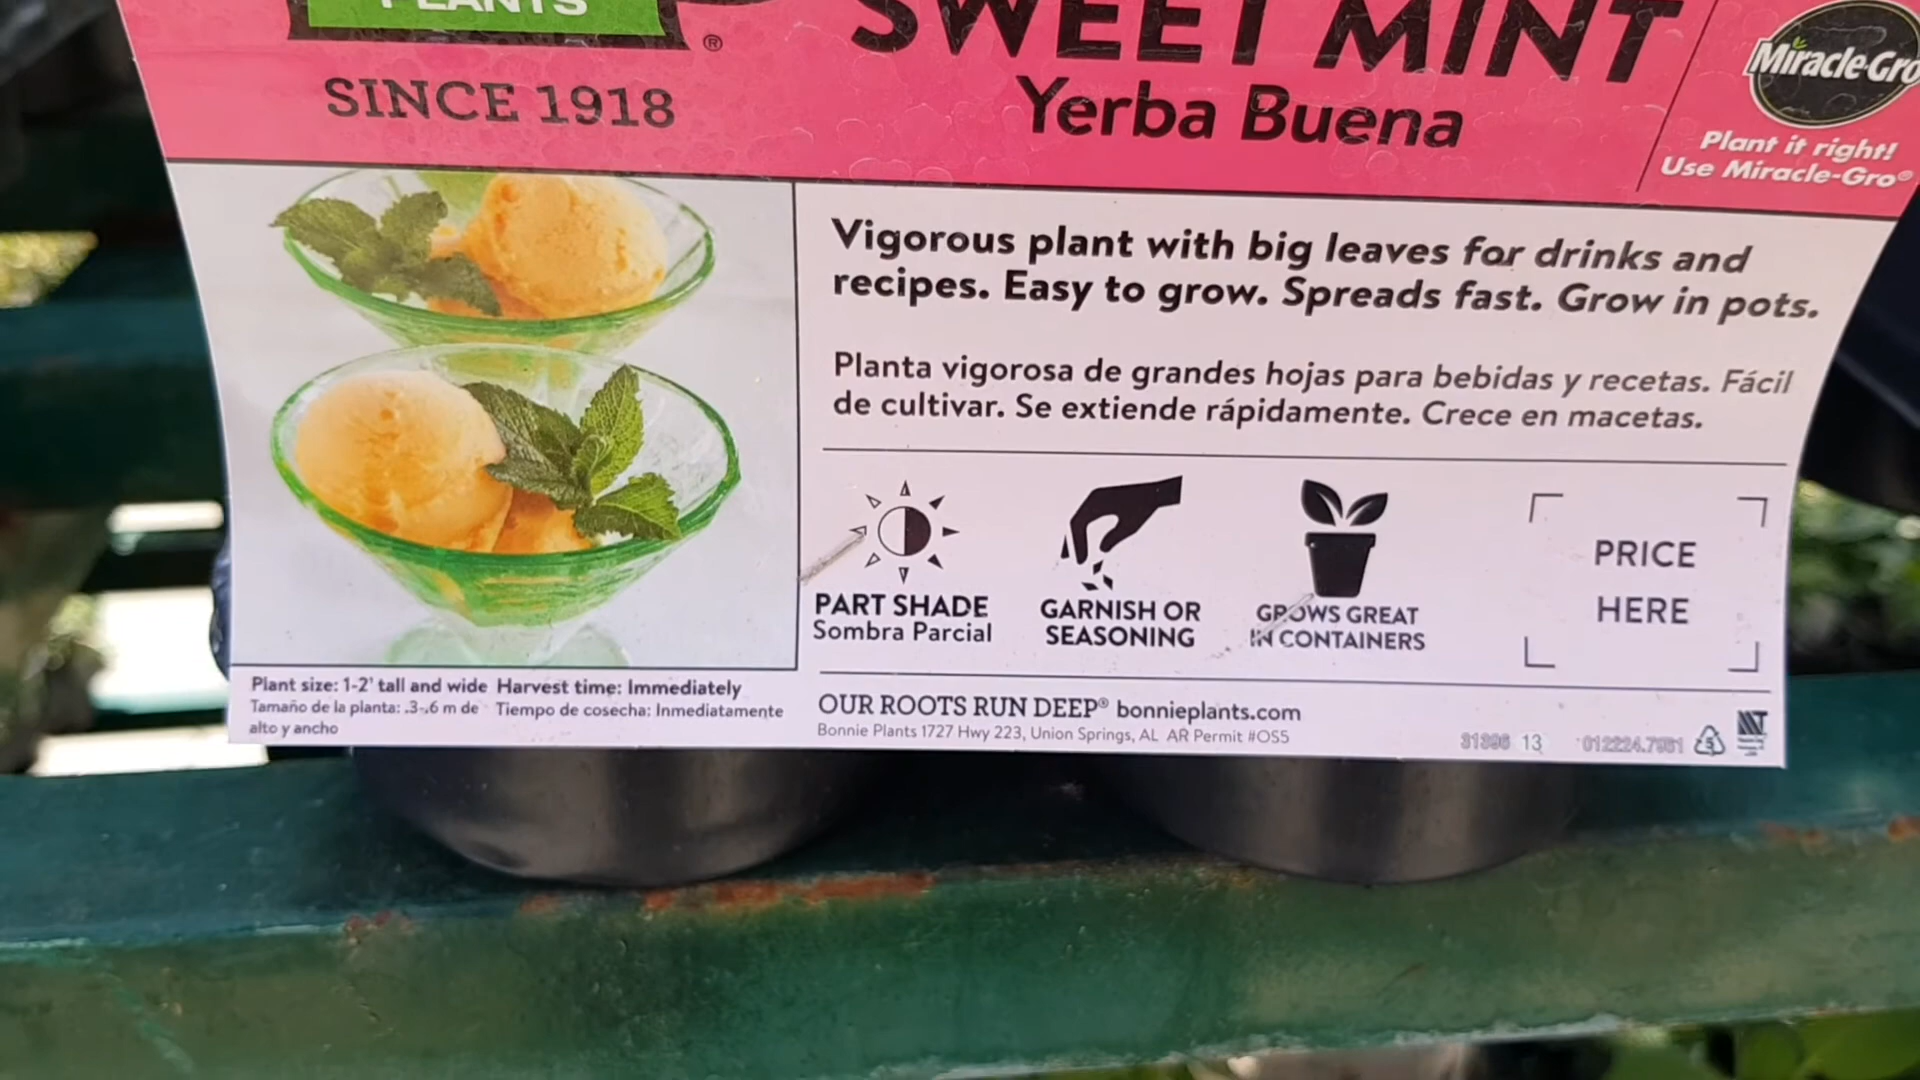 PLANTS
®
SINCE 1918
SWEET MINT
Yerba Buena
Miracle-Gro
Plant it right!
Use Miracle-Gro®
Vigorous plant with big leaves for drinks and
recipes. Easy to grow. Spreads fast. Grow in pots.
Planta vigorosa de grandes hojas para bebidas y recetas. Fácil
de cultivar. Se extiende rápidamente. Crece en macetas.
PART SHADE
Sombra Parcial
GARNISH OR
SEASONING
GROWS GREAT
IN CONTAINERS
PRICE
HERE
Plant size: 1-2' tall and wide Harvest time: Immediately
Tamaño de la planta: .3-.6 m de Tiempo de cosecha: Inmediatamente
alto y ancho
OUR ROOTS RUN DEEP® bonnieplants.com
Bonnie Plants 1727 Hwy 223, Union Springs, AL AR Permit #OS5
13
5